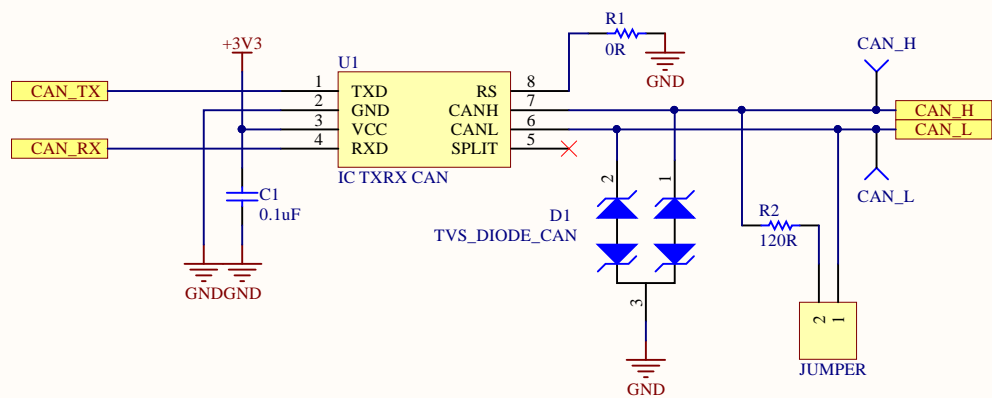 R1
0R
GND
CAN_H
+3V3
U1
CAN_TX
1
TXD
RS
8
2
GND
CANH
7
CAN_H
3
VCC
CANL
6
CAN_L
CAN_RX
4
RXD
SPLIT
5
IC TXRX CAN
C1
0.1uF
2
1
CAN_L
D1
TVS_DIODE_CAN
R2
120R
GND
GND
3
2
1
JUMPER
GND